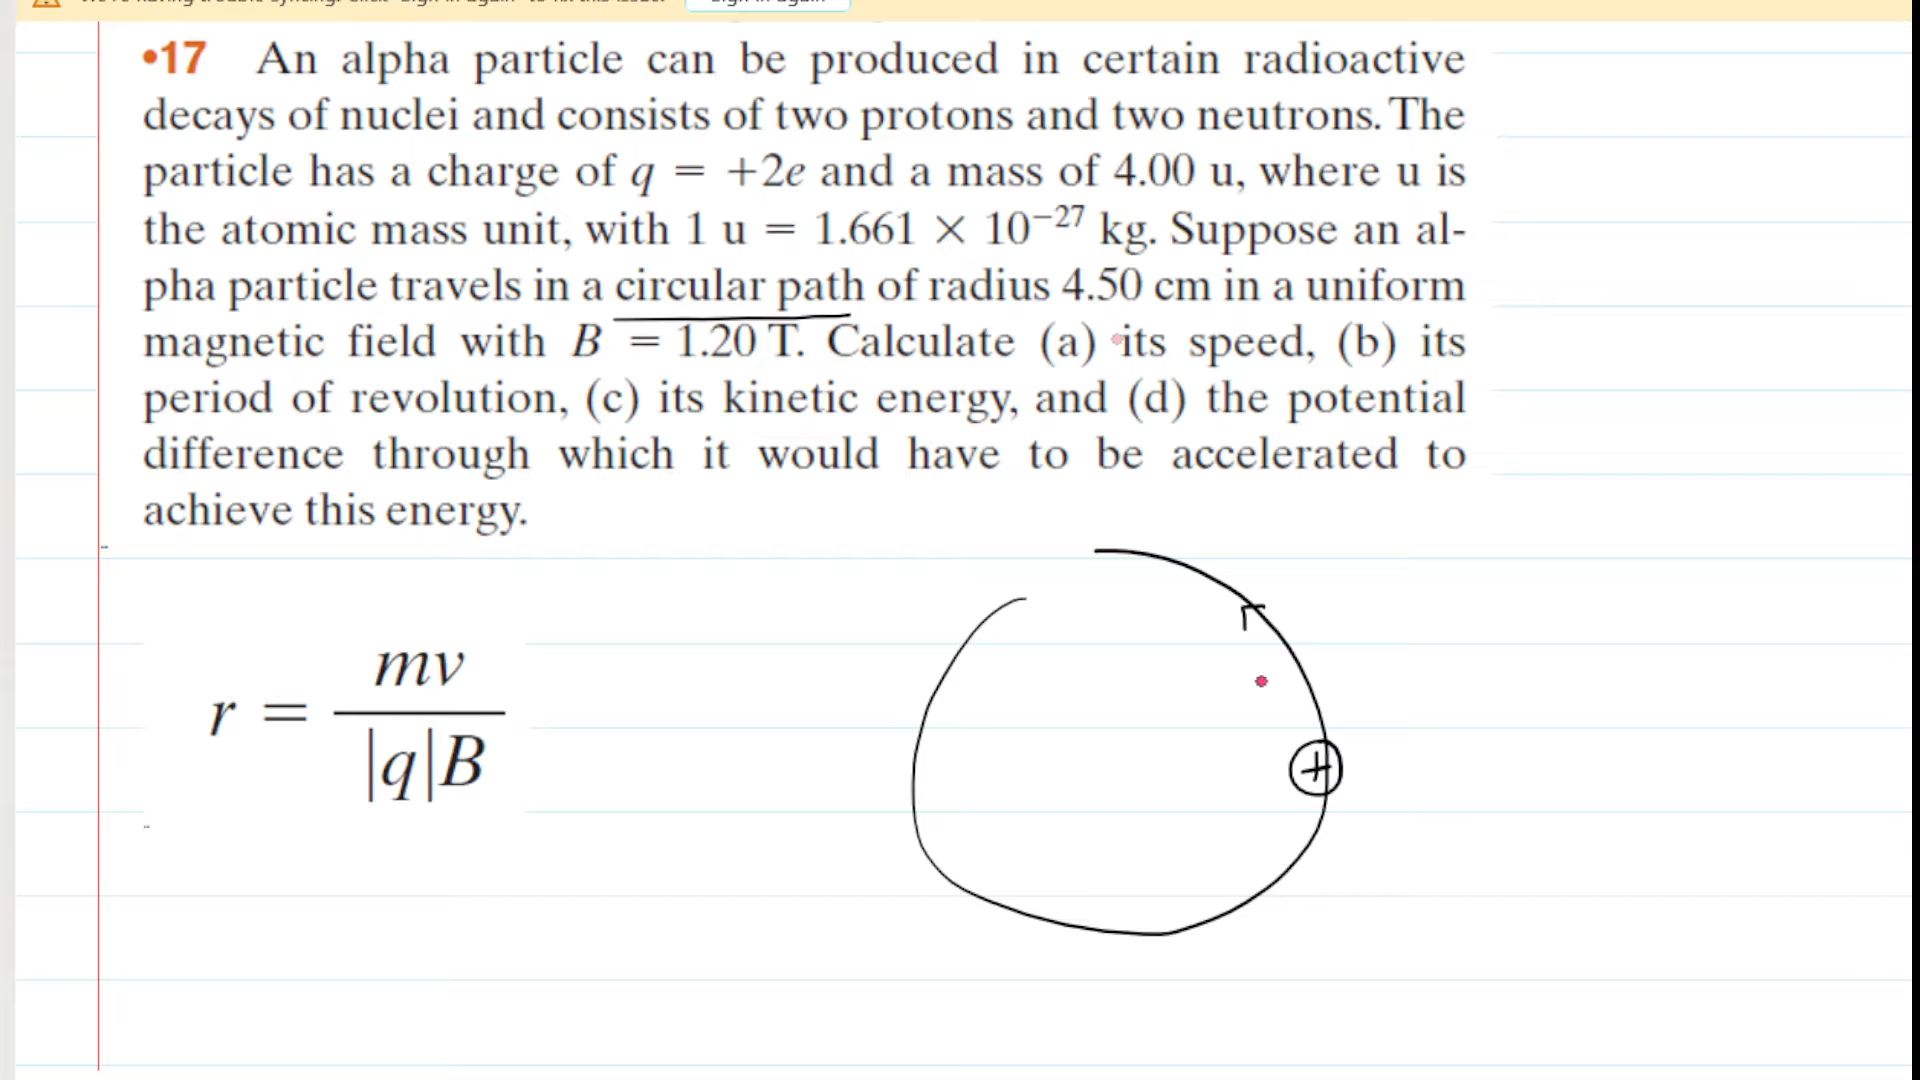 •17 An alpha particle can be produced in certain radioactive
decays of nuclei and consists of two protons and two neutrons. The
particle has a charge of q = +2e and a mass of 4.00 u, where u is
the atomic mass unit, with 1 u = 1.661 × 10⁻²⁷ kg. Suppose an al-
pha particle travels in a circular path of radius 4.50 cm in a uniform
magnetic field with B = 1.20 T. Calculate (a) its speed, (b) its
period of revolution, (c) its kinetic energy, and (d) the potential
difference through which it would have to be accelerated to
achieve this energy.
r = mv / |q|B
+